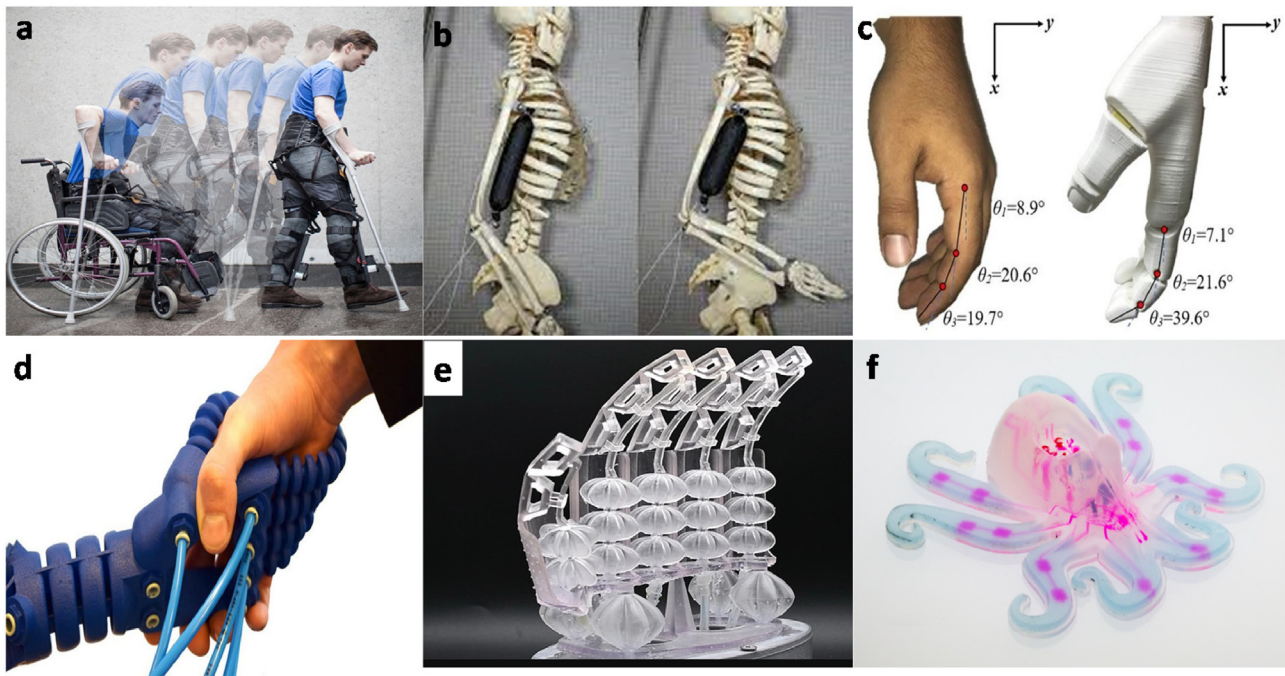 a
b
c
y
x
θ1=8.9°
θ2=20.6°
θ3=19.7°
y
x
θ1=7.1°
θ2=21.6°
θ3=39.6°
d
e
f